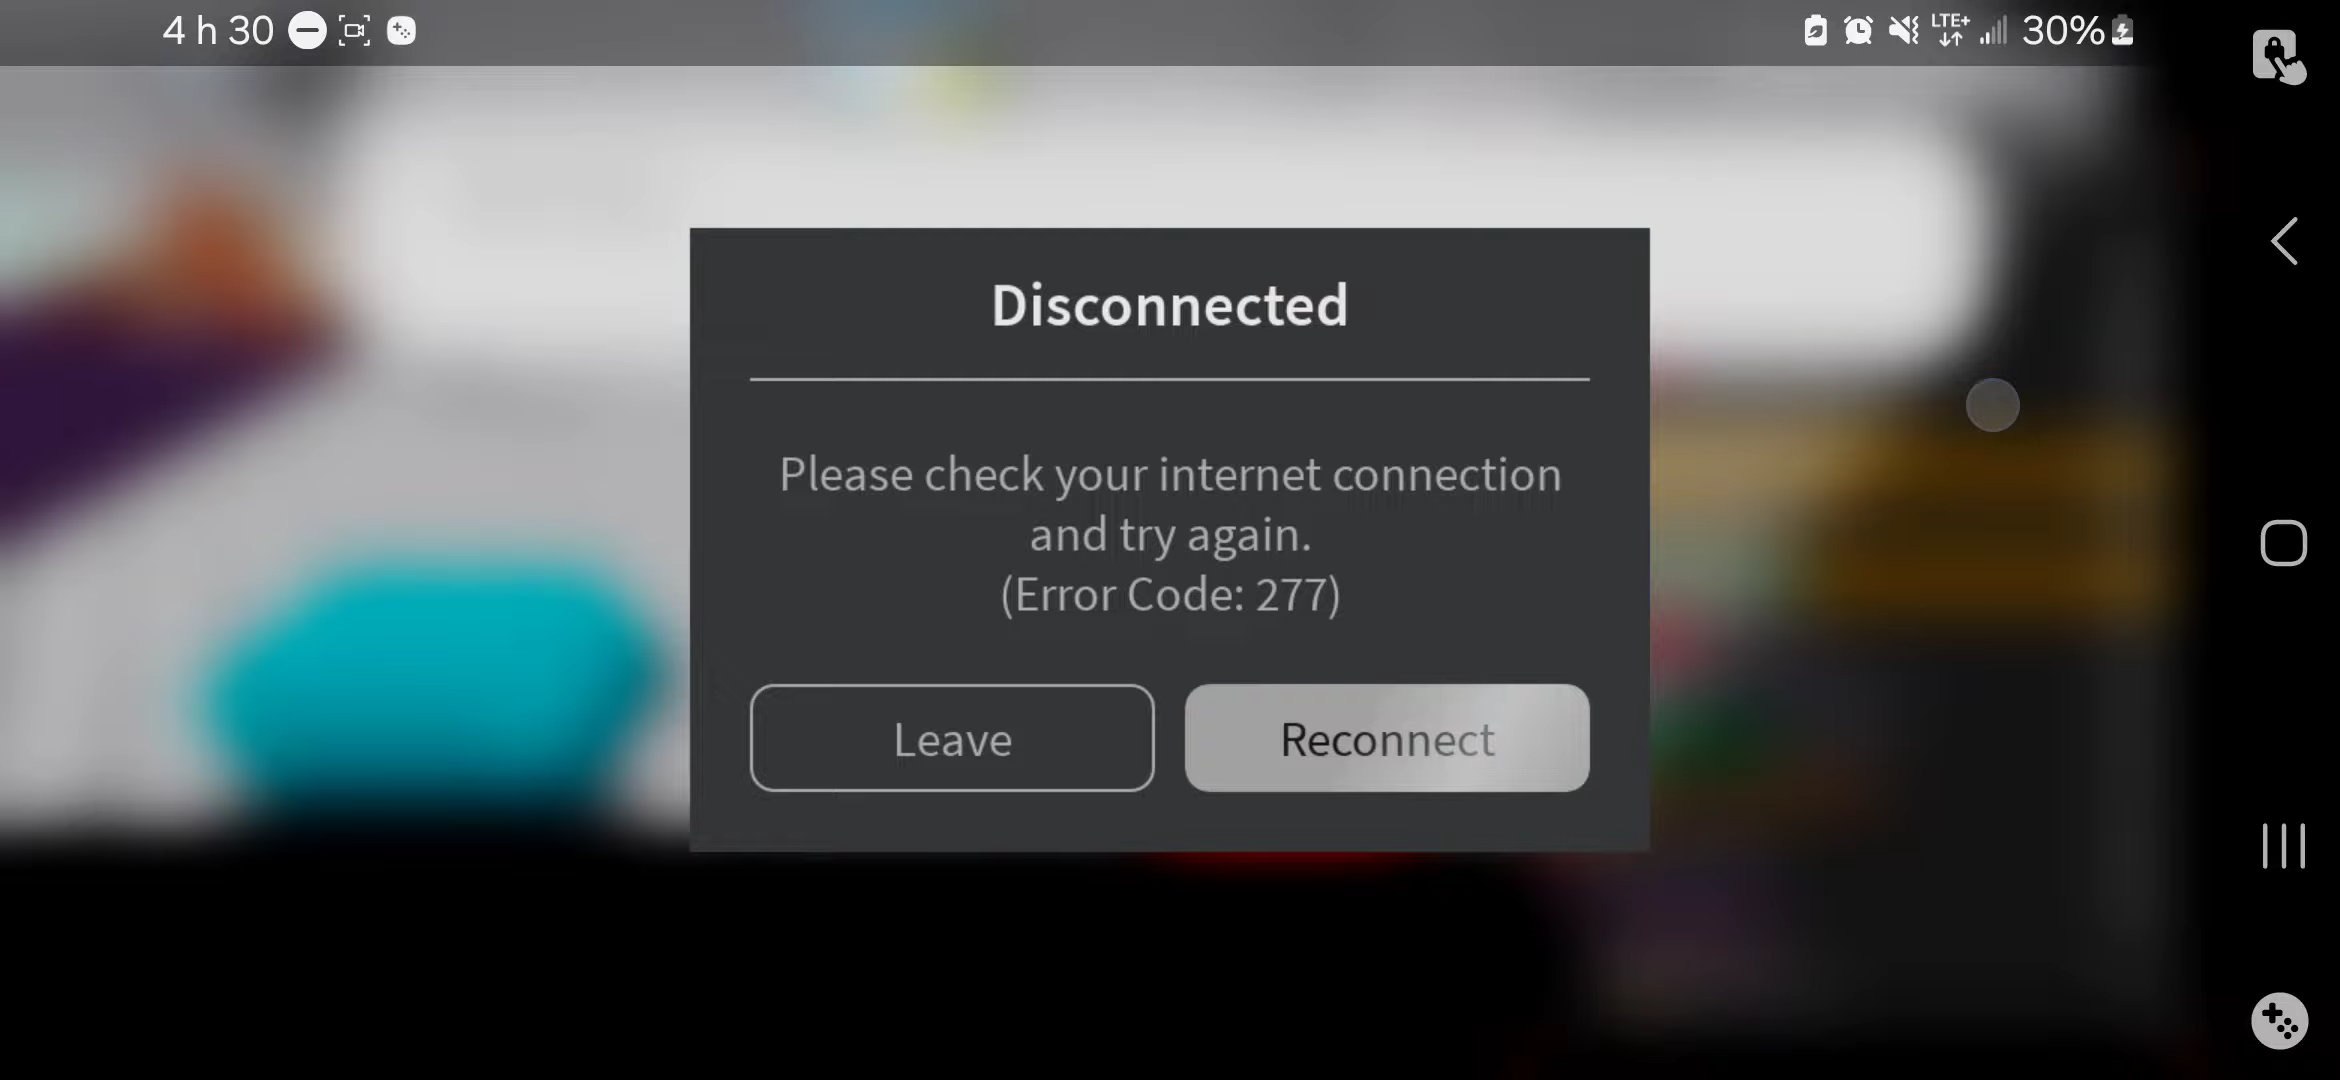 4 h 30
LTE+
30%
Disconnected
Please check your internet connection
and try again.
(Error Code: 277)
Leave
Reconnect